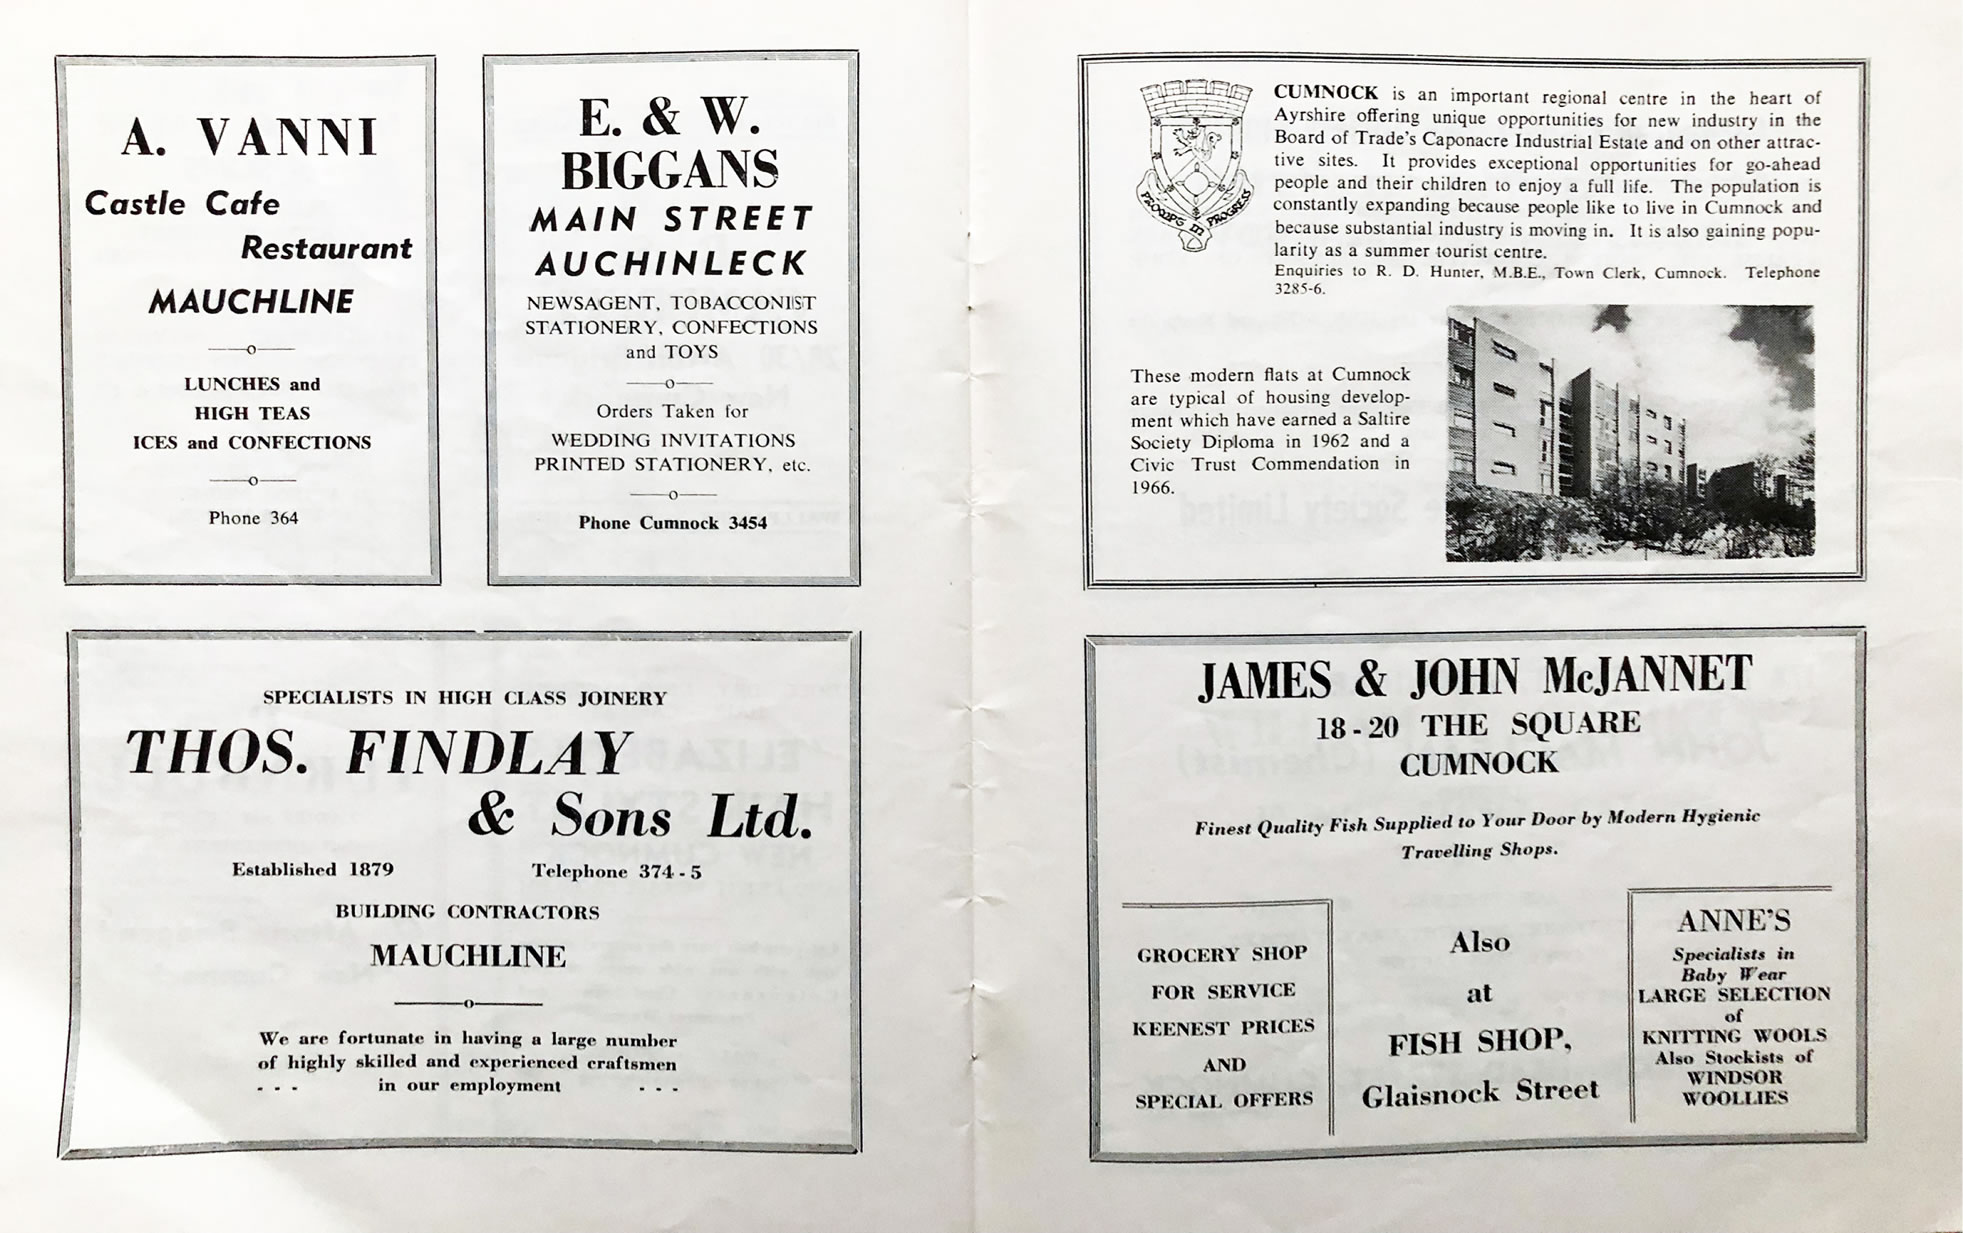 A. VANNI
Castle Cafe
Restaurant
MAUCHLINE
LUNCHES and
HIGH TEAS
ICES and CONFECTIONS
Phone 364
E. & W.
BIGGANS
MAIN STREET
AUCHINLECK
NEWSAGENT, TOBACCONIST
STATIONERY, CONFECTIONS
and TOYS
Orders Taken for
WEDDING INVITATIONS
PRINTED STATIONERY, etc.
Phone Cumnock 3454
SPECIALISTS IN HIGH CLASS JOINERY
THOS. FINDLAY
& Sons Ltd.
Established 1879 Telephone 374-5
BUILDING CONTRACTORS
MAUCHLINE
We are fortunate in having a large number
of highly skilled and experienced craftsmen
- - - in our employment - - -
CUMNOCK is an important regional centre in the heart of
Ayrshire offering unique opportunities for new industry in the
Board of Trade's Caponacre Industrial Estate and on other attrac-
tive sites. It provides exceptional opportunities for go-ahead
people and their children to enjoy a full life. The population is
constantly expanding because people like to live in Cumnock and
because substantial industry is moving in. It is also gaining popu-
larity as a summer tourist centre.
Enquiries to R. D. Hunter, M.B.E., Town Clerk, Cumnock. Telephone
3285-6.
PROGRESS
These modern flats at Cumnock
are typical of housing develop-
ment which have earned a Saltire
Society Diploma in 1962 and a
Civic Trust Commendation in
1966.
JAMES & JOHN McJANNET
18-20 THE SQUARE
CUMNOCK
Finest Quality Fish Supplied to Your Door by Modern Hygienic
Travelling Shops.
GROCERY SHOP
FOR SERVICE
KEENEST PRICES
AND
SPECIAL OFFERS
Also
at
FISH SHOP,
Glaisnock Street
ANNE'S
Specialists in
Baby Wear
LARGE SELECTION
of
KNITTING WOOLS
Also Stockists of
WINDSOR
WOOLLIES